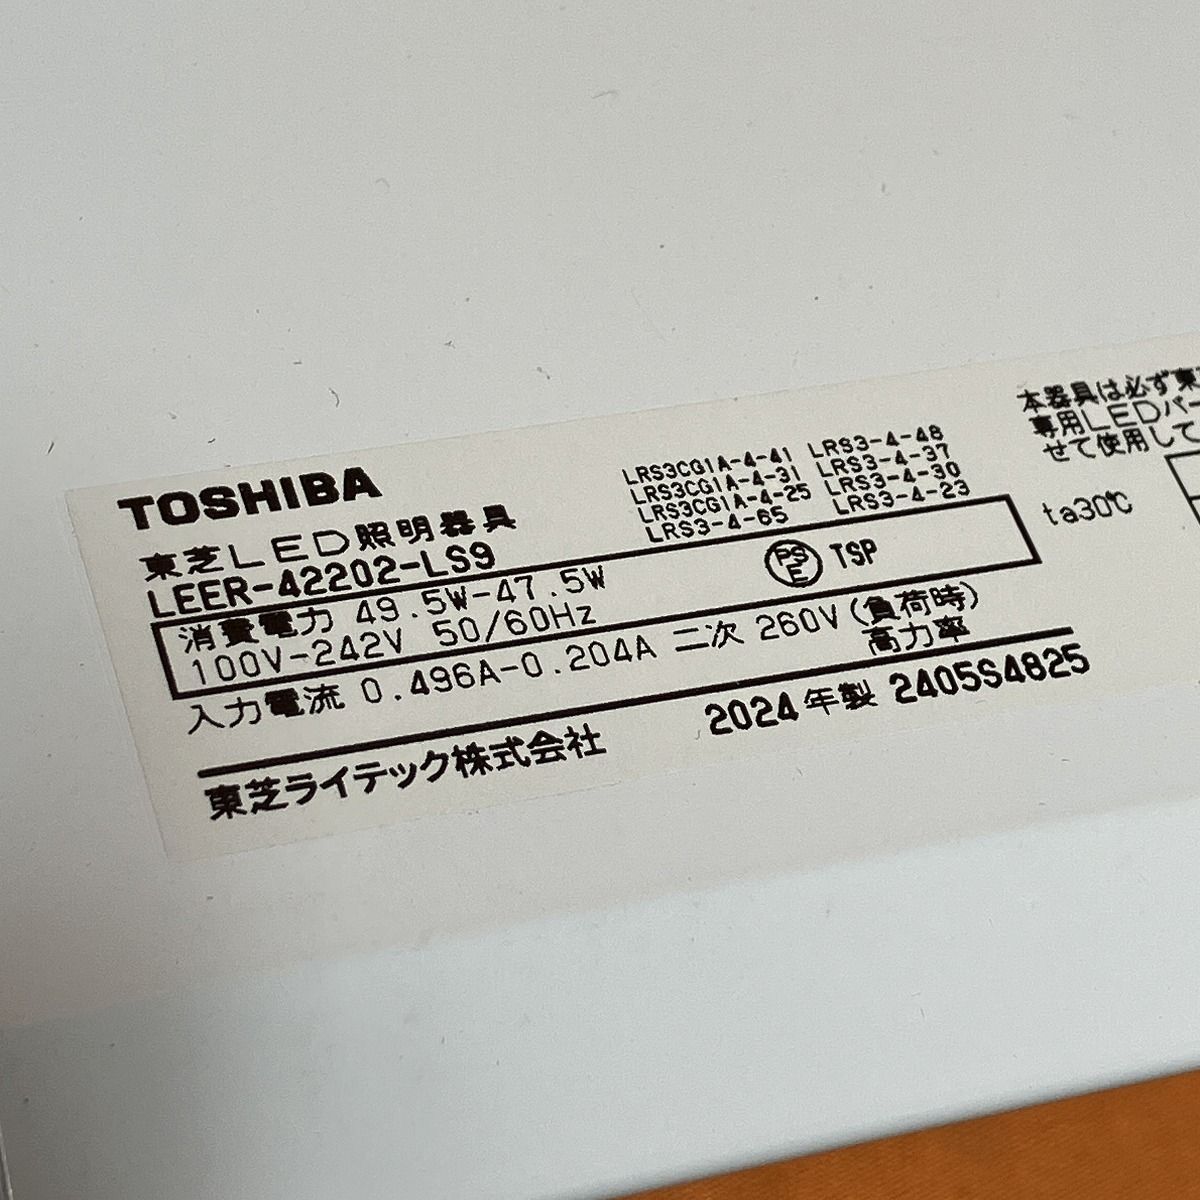 TOSHIBA
東芝LED照明器具
LEER-42202-LS9
LRS3CG1A-4-41 LRS3-4-48
LRS3CG1A-4-31 LRS3-4-37
LRS3CG1A-4-25 LRS3-4-30
LRS3-4-65 LRS3-4-23
消費電力 49.5W-47.5W
100V-242V 50/60Hz
PSE TSP
入力電流 0.496A-0.204A 二次 260V(負荷時)
高力率
2024年製 2405S4825
東芝ライテック株式会社
本器具は必ず東
専用LEDバー
せて使用して
ta30℃